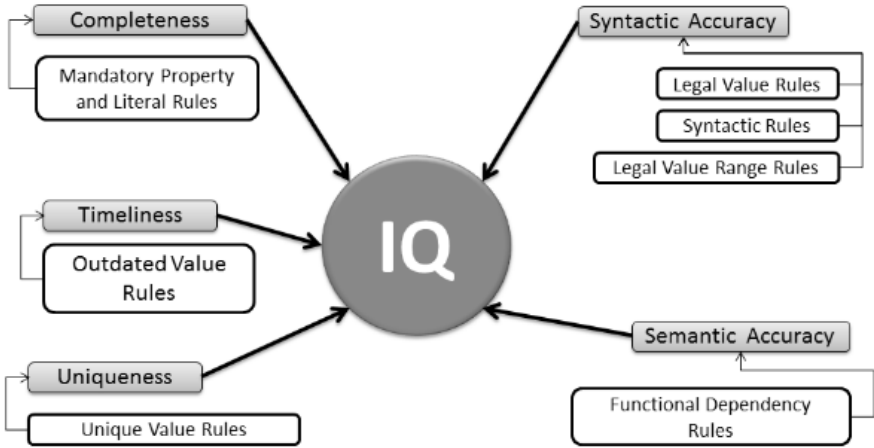 Completeness
Mandatory Property
and Literal Rules
Timeliness
Outdated Value
Rules
Uniqueness
Unique Value Rules
IQ
Syntactic Accuracy
Legal Value Rules
Syntactic Rules
Legal Value Range Rules
Semantic Accuracy
Functional Dependency
Rules